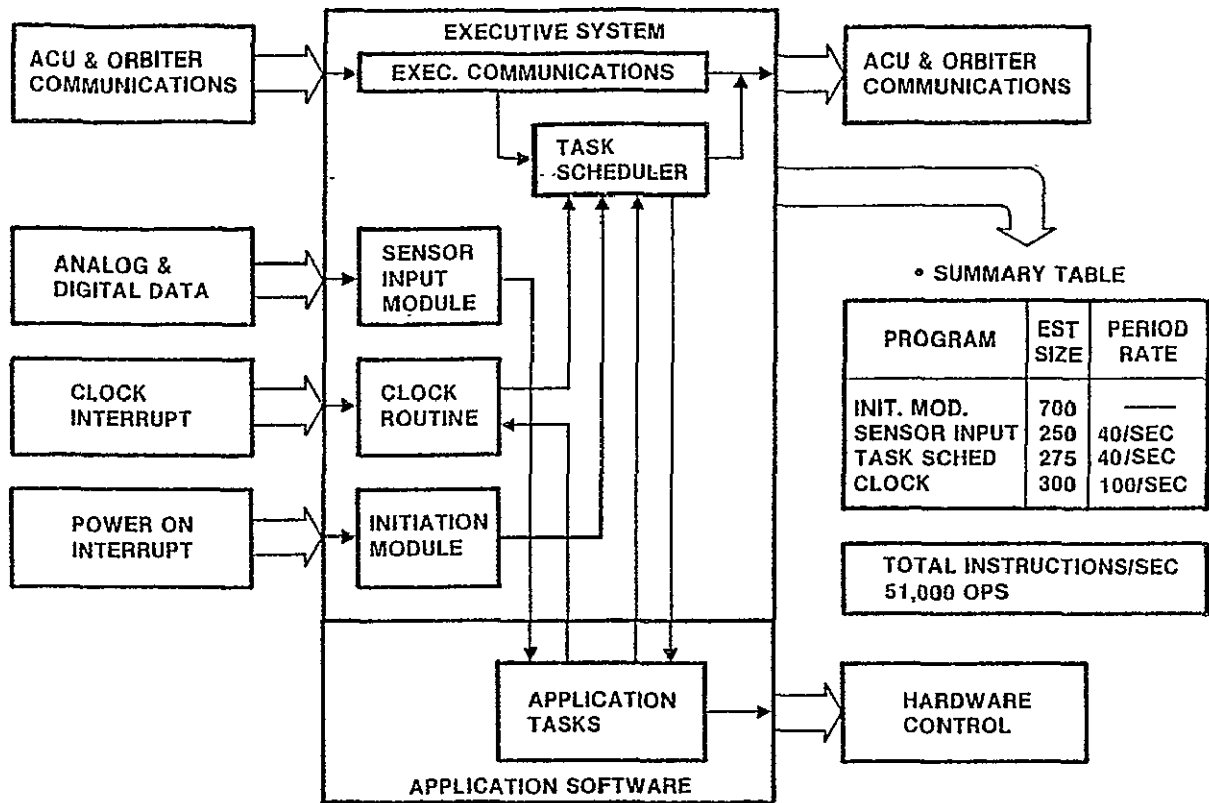 EXECUTIVE SYSTEM
ACU & ORBITER
COMMUNICATIONS
EXEC. COMMUNICATIONS
ACU & ORBITER
COMMUNICATIONS
TASK
SCHEDULER
ANALOG &
DIGITAL DATA
SENSOR
INPUT
MODULE
• SUMMARY TABLE
PROGRAM EST SIZE PERIOD RATE
INIT. MOD. 700 ——
SENSOR INPUT 250 40/SEC
TASK SCHED 275 40/SEC
CLOCK 300 100/SEC
CLOCK
INTERRUPT
CLOCK
ROUTINE
POWER ON
INTERRUPT
INITIATION
MODULE
TOTAL INSTRUCTIONS/SEC
51,000 OPS
APPLICATION
TASKS
HARDWARE
CONTROL
APPLICATION SOFTWARE